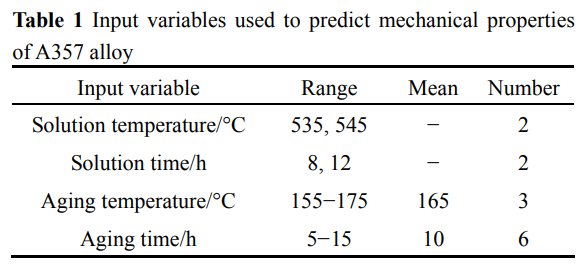 Table 1 Input variables used to predict mechanical properties
of A357 alloy
Input variable Range Mean Number
Solution temperature/°C 535, 545 − 2
Solution time/h 8, 12 − 2
Aging temperature/°C 155−175 165 3
Aging time/h 5−15 10 6